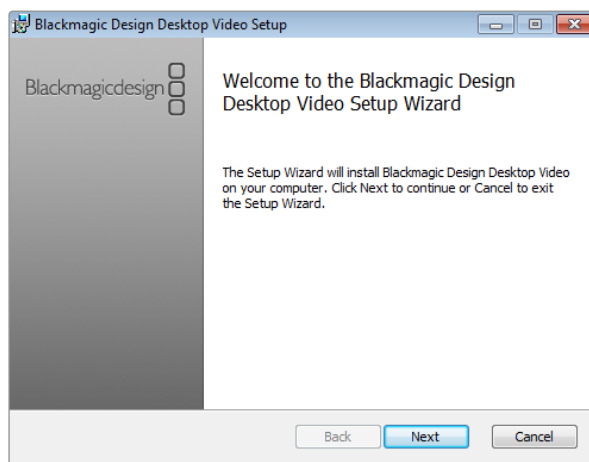 Blackmagic Design Desktop Video Setup
Blackmagicdesign
Welcome to the Blackmagic Design
Desktop Video Setup Wizard
The Setup Wizard will install Blackmagic Design Desktop Video
on your computer. Click Next to continue or Cancel to exit
the Setup Wizard.
Back Next Cancel